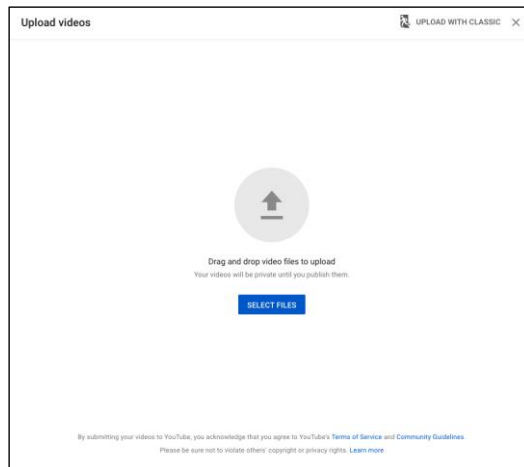 Upload videos
UPLOAD WITH CLASSIC
Drag and drop video files to upload
Your videos will be private until you publish them.
SELECT FILES
By submitting your videos to YouTube, you acknowledge that you agree to YouTube's Terms of Service and Community Guidelines.
Please be sure not to violate others' copyright or privacy rights. Learn more